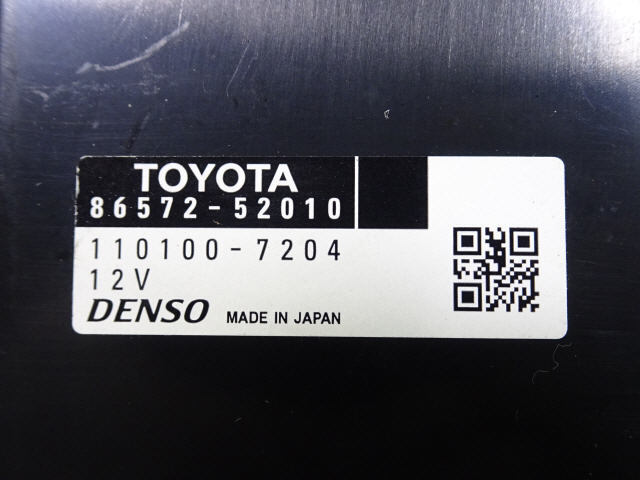 TOYOTA
86572-52010
110100-7204
12V
DENSO MADE IN JAPAN